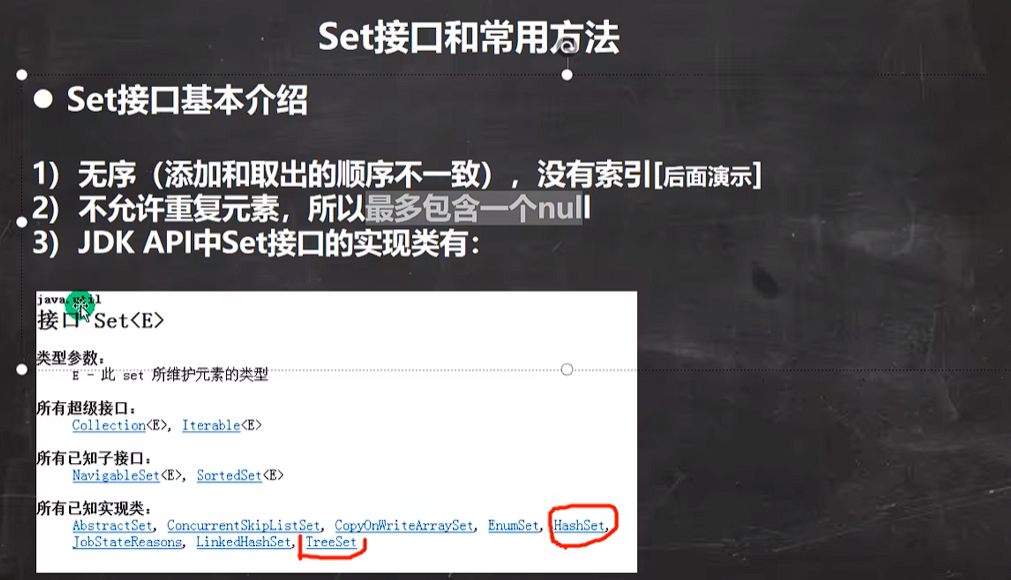 Set接口和常用方法
● Set接口基本介绍
1) 无序（添加和取出的顺序不一致），没有索引[后面演示]
2) 不允许重复元素，所以最多包含一个null
3) JDK API中Set接口的实现类有：
java.util
接口 Set<E>
类型参数：
E - 此 set 所维护元素的类型
所有超级接口：
Collection<E>, Iterable<E>
所有已知子接口：
NavigableSet<E>, SortedSet<E>
所有已知实现类：
AbstractSet, ConcurrentSkipListSet, CopyOnWriteArraySet, EnumSet, HashSet,
JobStateReasons, LinkedHashSet, TreeSet